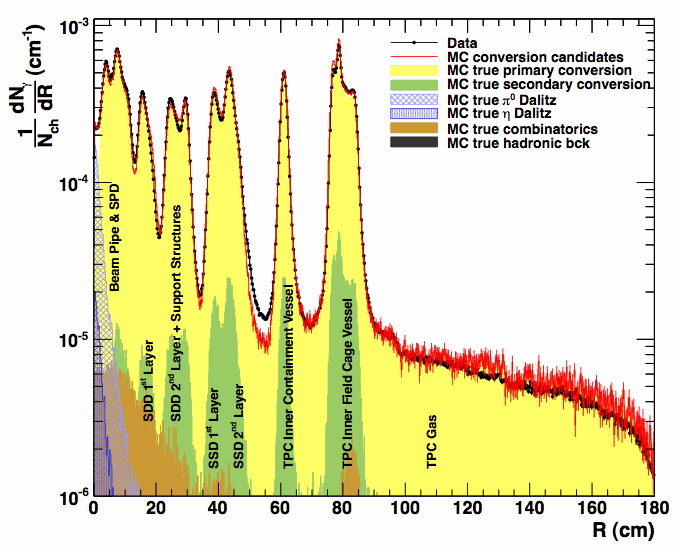 10⁻³
10⁻⁴
10⁻⁵
10⁻⁶
1/N_ch dN_γ/dR (cm⁻¹)
Data
MC conversion candidates
MC true primary conversion
MC true secondary conversion
MC true π⁰ Dalitz
MC true η Dalitz
MC true combinatorics
MC true hadronic bck
Beam Pipe & SPD
SDD 1ˢᵗ Layer
SDD 2ⁿᵈ Layer + Support Structures
SSD 1ˢᵗ Layer
SSD 2ⁿᵈ Layer
TPC Inner Containment Vessel
TPC Inner Field Cage Vessel
TPC Gas
0 20 40 60 80 100 120 140 160 180
R (cm)